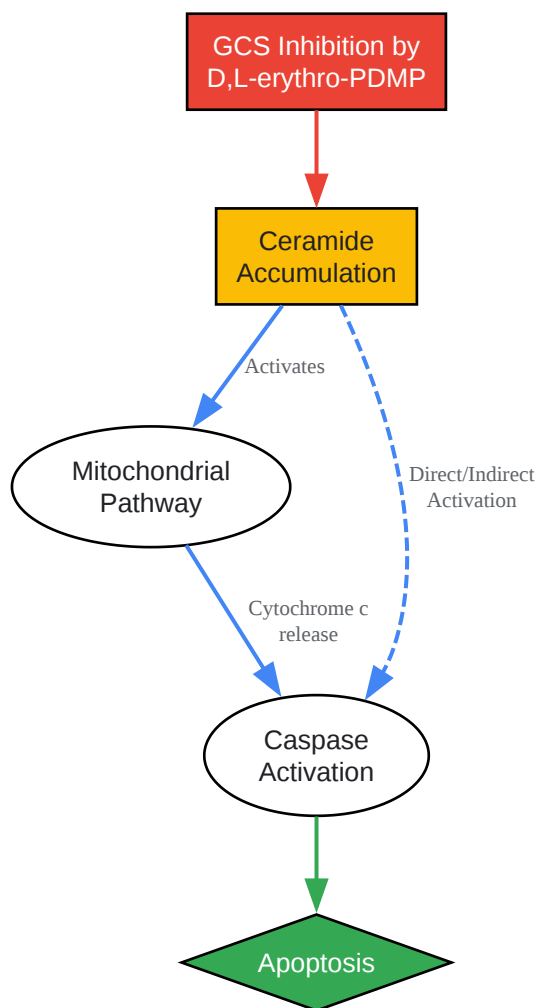 GCS Inhibition by
D,L-erythro-PDMP
Ceramide
Accumulation
Activates
Mitochondrial
Pathway
Direct/Indirect
Activation
Cytochrome c
release
Caspase
Activation
Apoptosis